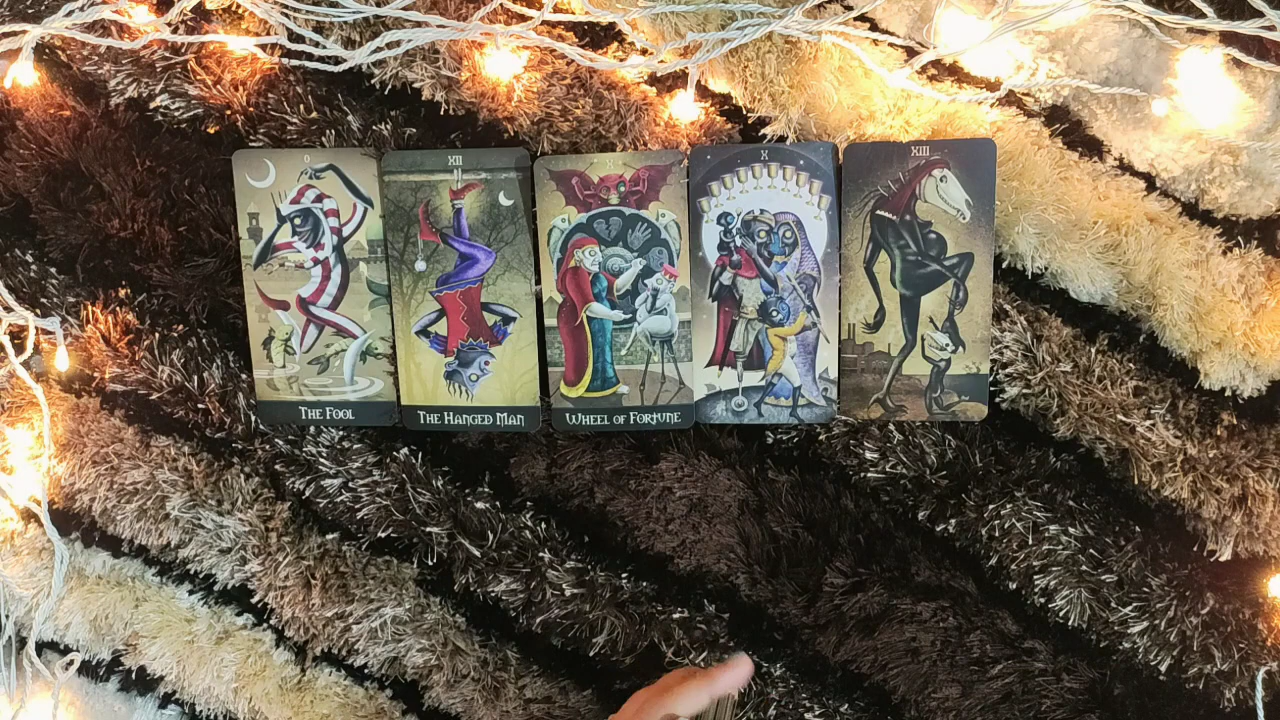 0
THE FOOL
XII
THE HANGED MAN
X
WHEEL OF FORTUNE
X
XIII